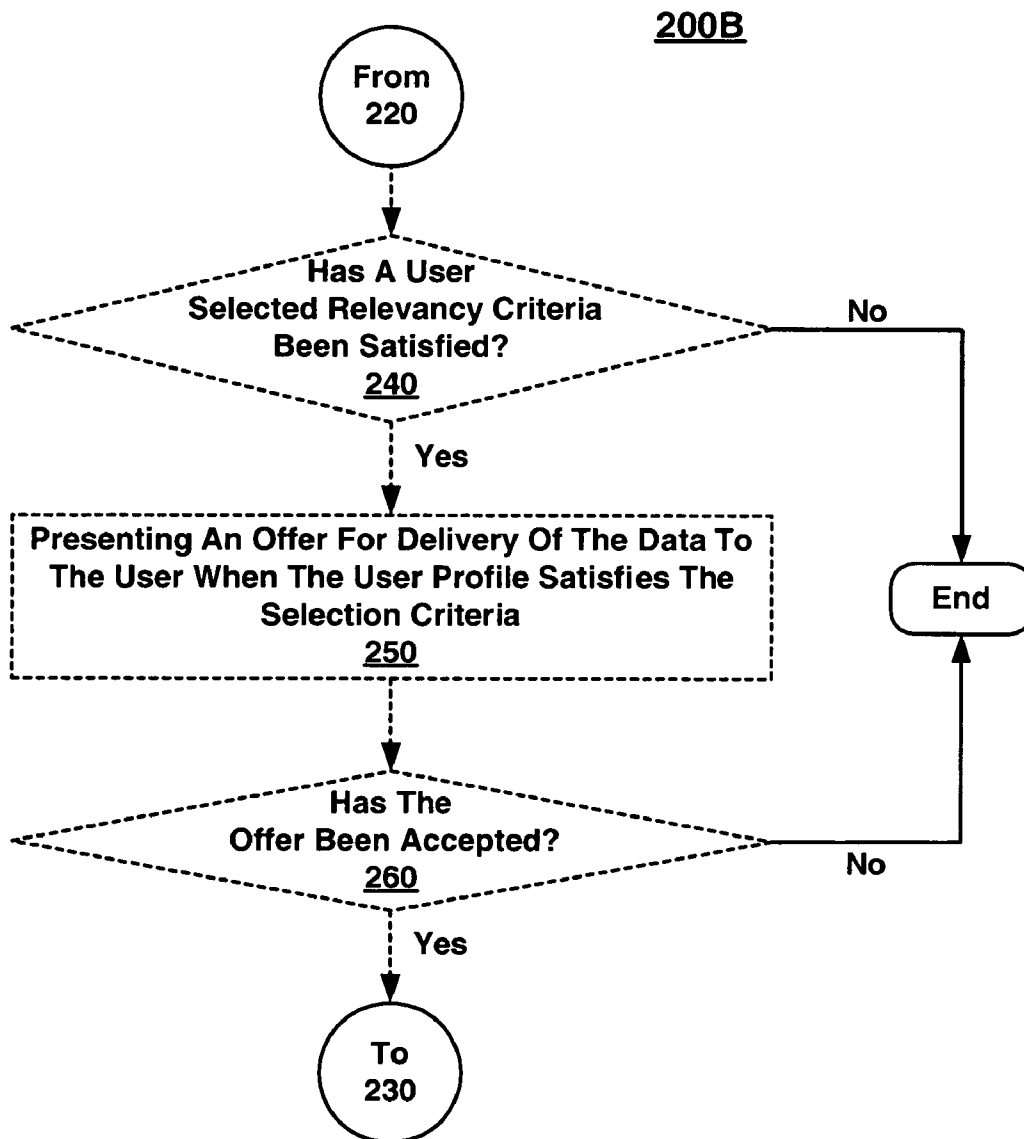 200B
From
220
Has A User
Selected Relevancy Criteria
Been Satisfied?
240
No
Yes
Presenting An Offer For Delivery Of The Data To
The User When The User Profile Satisfies The
Selection Criteria
250
End
Has The
Offer Been Accepted?
260
No
Yes
To
230